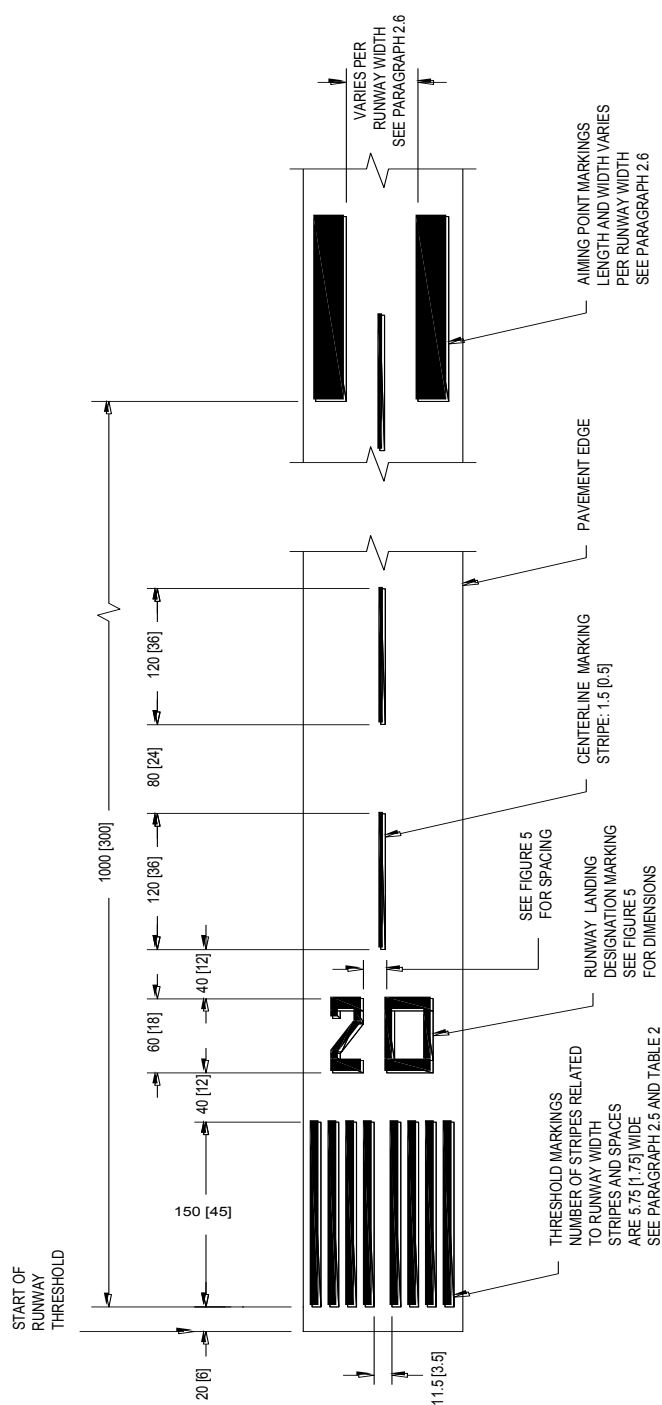 START OF
RUNWAY
THRESHOLD
20 [6]
150 [45]
40 [12]
60 [18]
40 [12]
120 [36]
80 [24]
120 [36]
1000 [300]
VARIES PER
RUNWAY WIDTH
SEE PARAGRAPH 2.6
20
11.5 [3.5]
THRESHOLD MARKINGS
NUMBER OF STRIPES RELATED
TO RUNWAY WIDTH
STRIPES AND SPACES
ARE 5.75 [1.75] WIDE
SEE PARAGRAPH 2.5 AND TABLE 2
RUNWAY LANDING
DESIGNATION MARKING
SEE FIGURE 5
FOR DIMENSIONS
SEE FIGURE 5
FOR SPACING
CENTERLINE MARKING
STRIPE: 1.5 [0.5]
PAVEMENT EDGE
AIMING POINT MARKINGS
LENGTH AND WIDTH VARIES
PER RUNWAY WIDTH
SEE PARAGRAPH 2.6